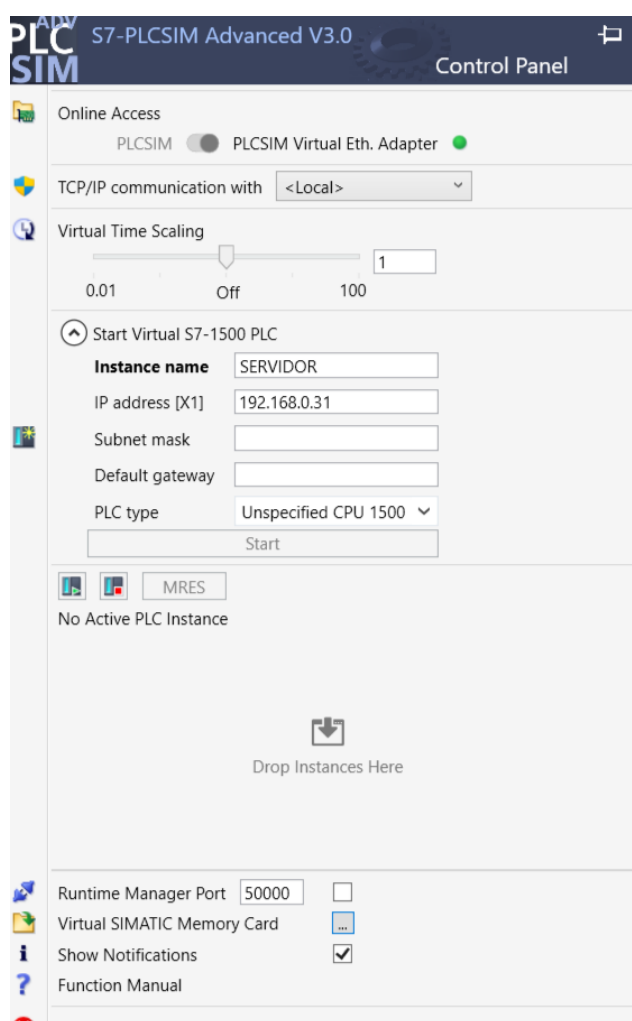 ADV
PLC
SIM
S7-PLCSIM Advanced V3.0
Control Panel
Online Access
PLCSIM PLCSIM Virtual Eth. Adapter
TCP/IP communication with <Local>
Virtual Time Scaling
1
0.01 Off 100
Start Virtual S7-1500 PLC
Instance name SERVIDOR
IP address [X1] 192.168.0.31
Subnet mask
Default gateway
PLC type Unspecified CPU 1500
Start
MRES
No Active PLC Instance
Drop Instances Here
Runtime Manager Port 50000
Virtual SIMATIC Memory Card ...
i Show Notifications
? Function Manual